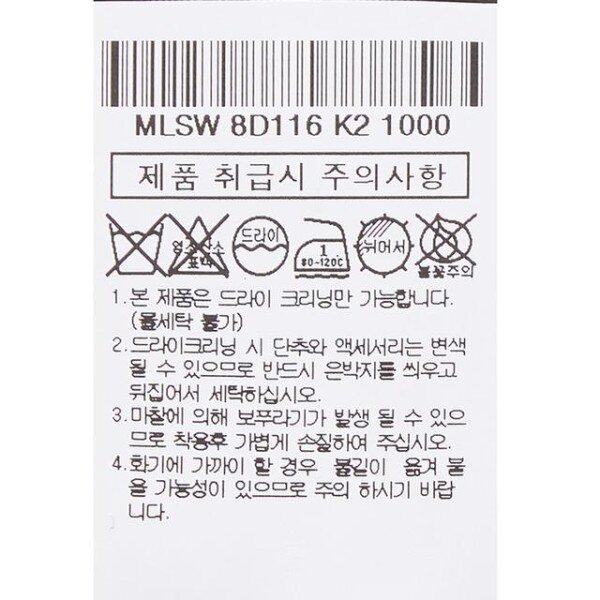 MLSW 8D116 K2 1000
제품 취급시 주의사항
염소산소 드라이 1. 뉘어서
표백 80~120℃ 불꽃주의
1.본 제품은 드라이 크리닝만 가능합니다.
(물세탁 불가)
2.드라이크리닝 시 단추와 액세서리는 변색
될 수 있으므로 반드시 은박지를 씌우고
뒤집어서 세탁하십시오.
3.마찰에 의해 보푸라기가 발생 될 수 있으
므로 착용후 가볍게 손질하여 주십시오.
4.화기에 가까이 할 경우 불길이 옮겨 붙
을 가능성이 있으므로 주의 하시기 바랍
니다.